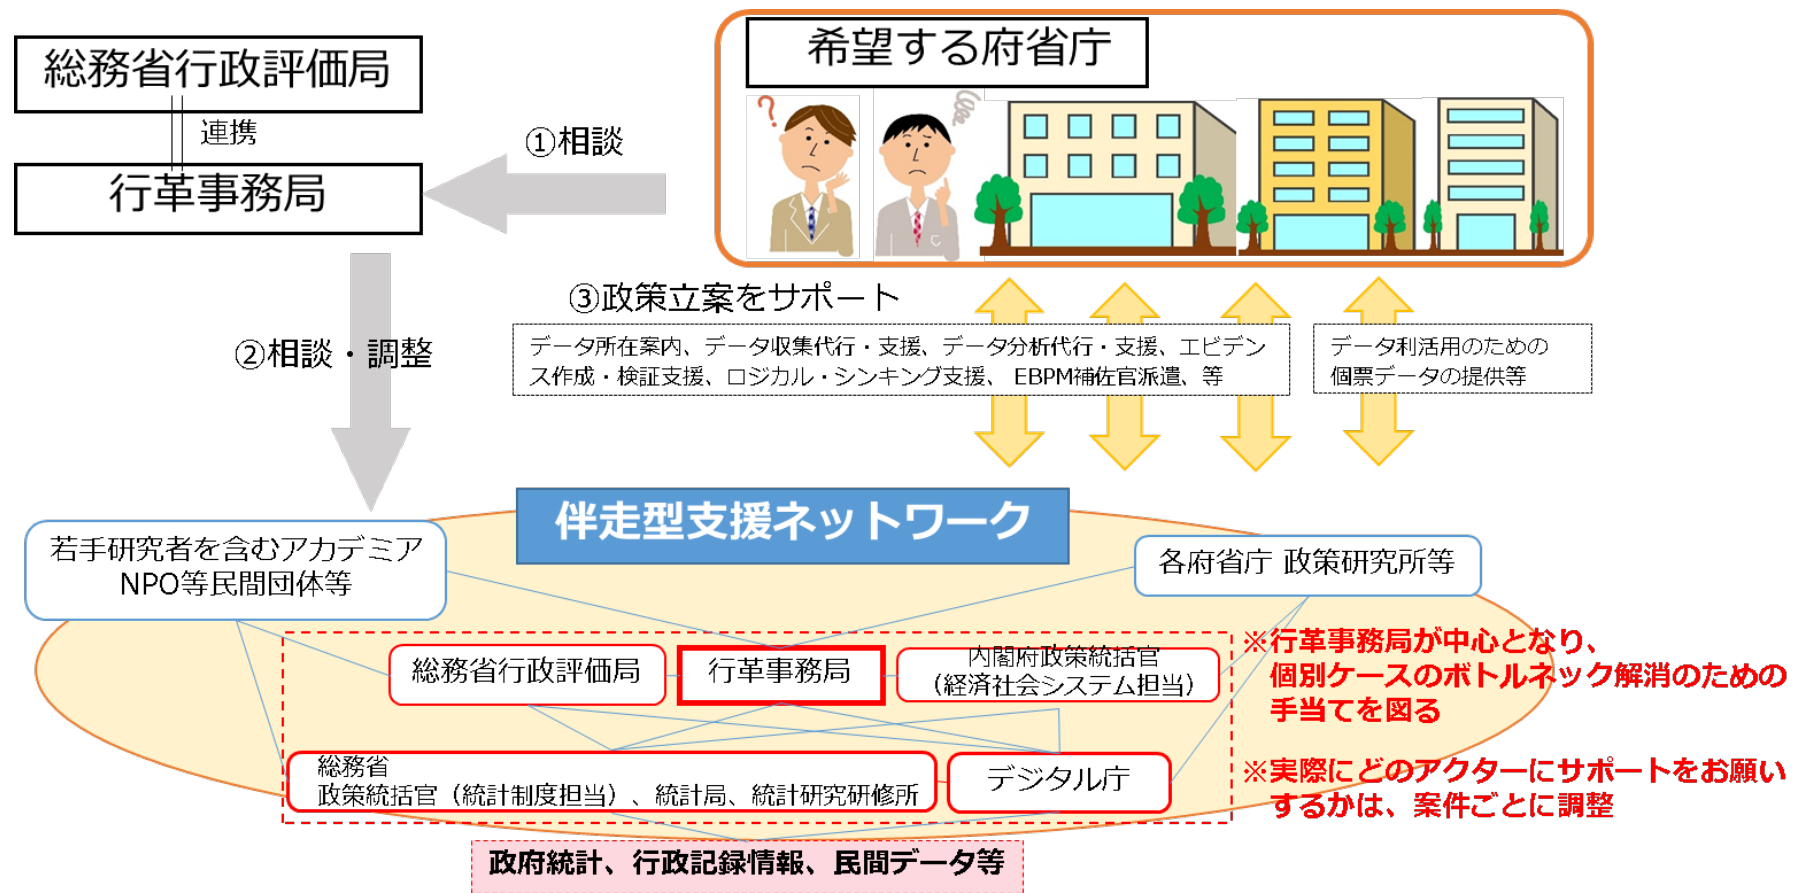 希望する府省庁
総務省行政評価局
連携
①相談
行革事務局
③政策立案をサポート
②相談・調整
データ所在案内、データ収集代行・支援、データ分析代行・支援、エビデン
ス作成・検証支援、ロジカル・シンキング支援、 EBPM補佐官派遣、等
データ利活用のための
個票データの提供等
伴走型支援ネットワーク
若手研究者を含むアカデミア
NPO等民間団体等
各府省庁 政策研究所等
総務省行政評価局
行革事務局
内閣府政策統括官
（経済社会システム担当）
※行革事務局が中心となり、
個別ケースのボトルネック解消のための
手当てを図る
総務省
政策統括官（統計制度担当）、統計局、統計研究研修所
デジタル庁
※実際にどのアクターにサポートをお願い
するかは、案件ごとに調整
政府統計、行政記録情報、民間データ等